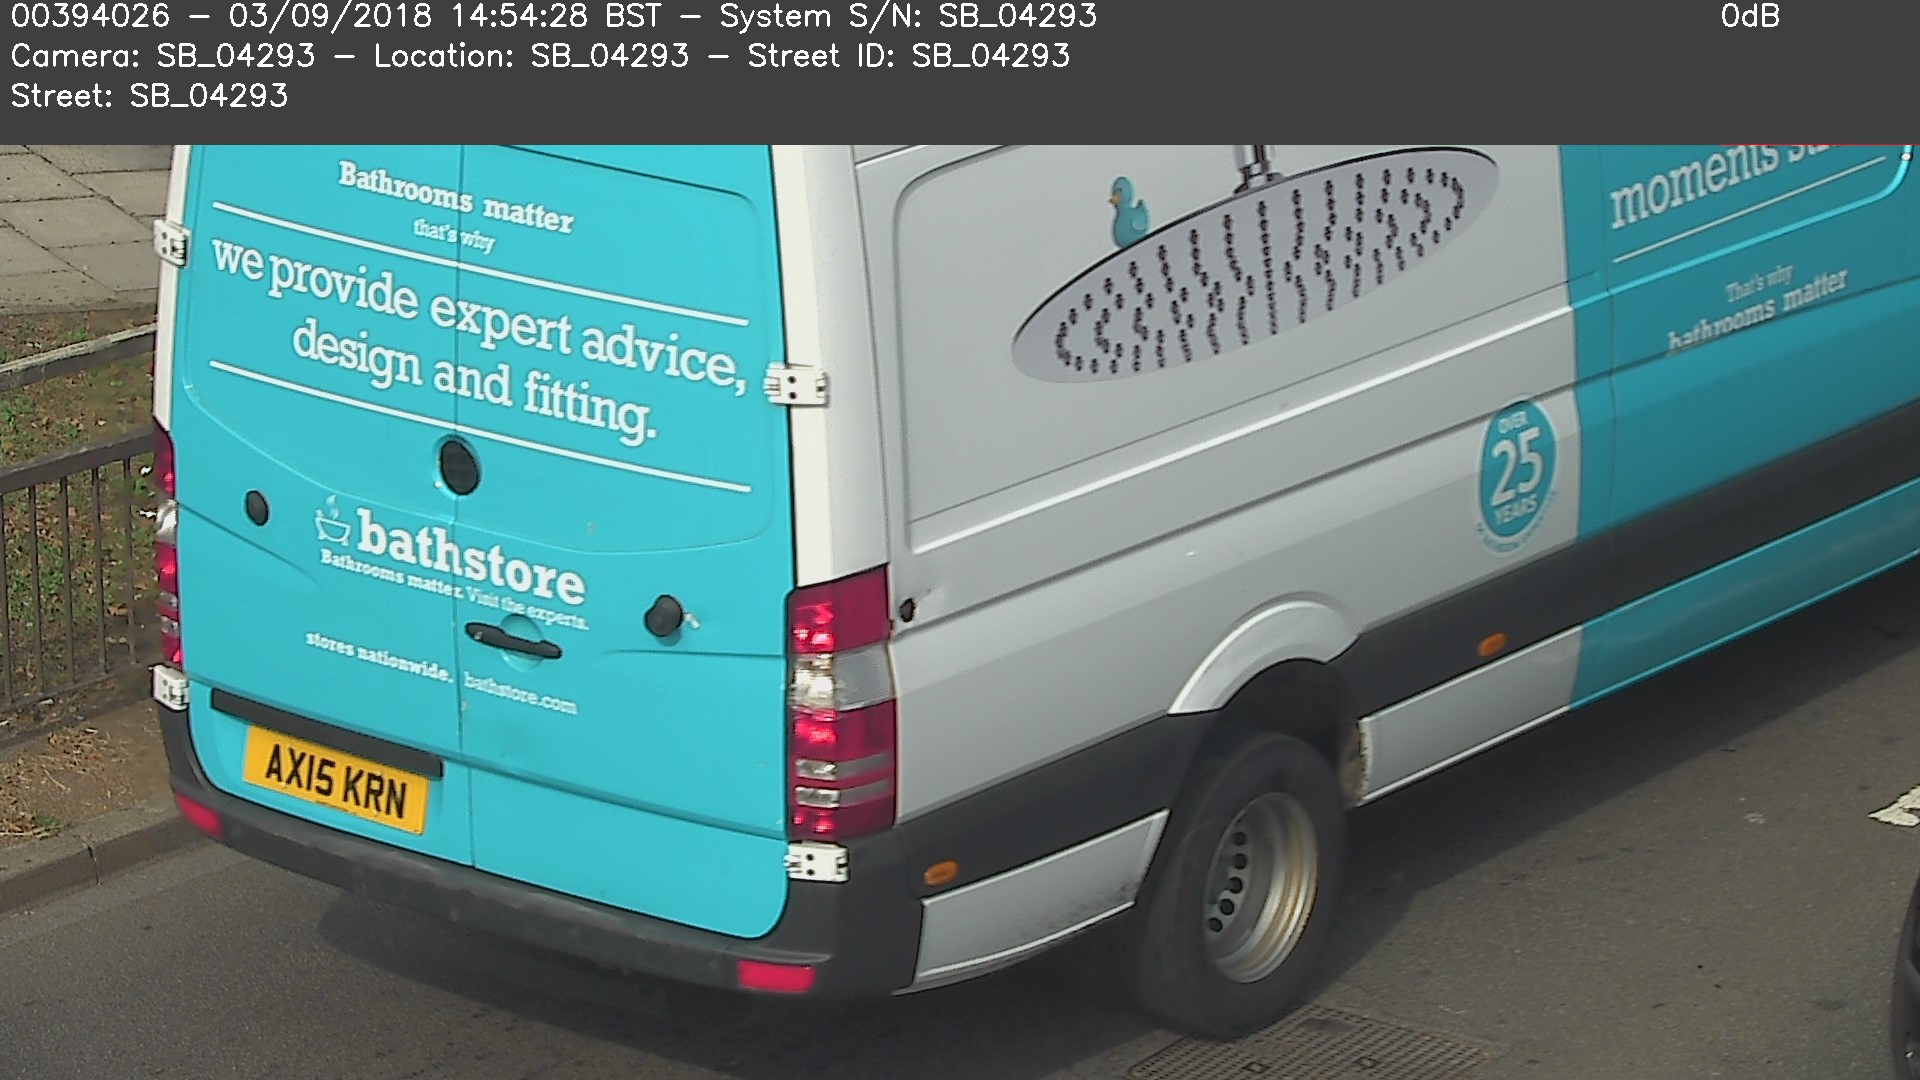 00394026 – 03/09/2018 14:54:28 BST – System S/N: SB_04293
0dB
Camera: SB_04293 – Location: SB_04293 – Street ID: SB_04293
Street: SB_04293
Bathrooms matter
that's why
we provide expert advice,
design and fitting.
bathstore
Bathrooms matter. Visit the experts.
stores nationwide. bathstore.com
AX15 KRN
OVER
25
YEARS
moments
That's why
bathrooms matter